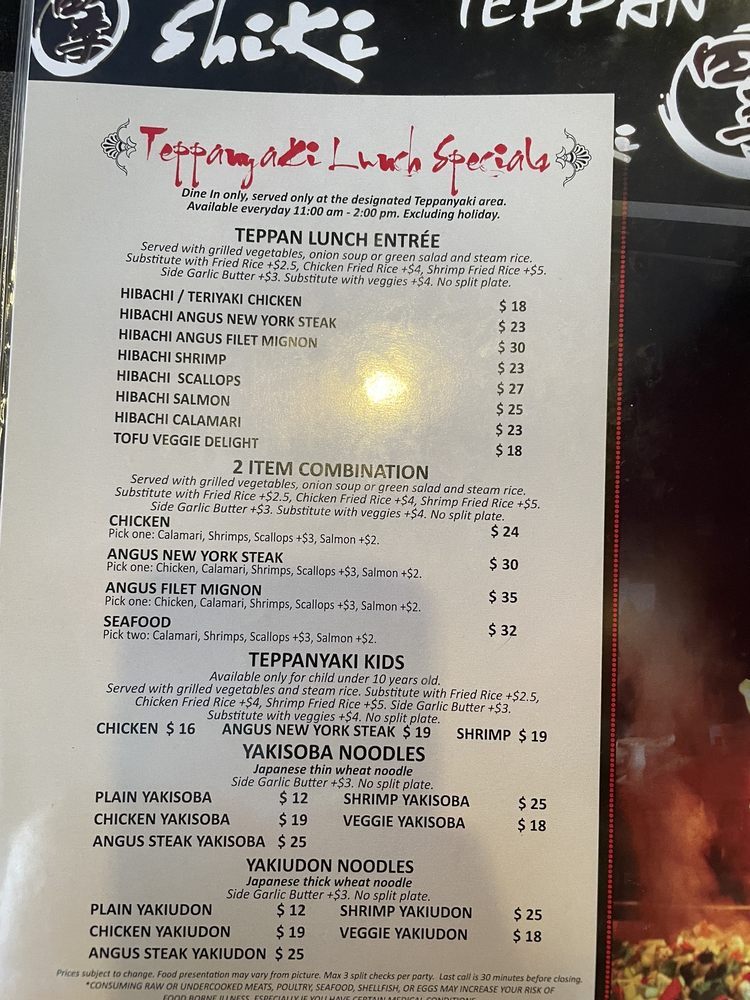 Shiki
TEPPAN
Teppanyaki Lunch Specials
Dine In only, served only at the designated Teppanyaki area.
Available everyday 11:00 am - 2:00 pm. Excluding holiday.
TEPPAN LUNCH ENTRÉE
Served with grilled vegetables, onion soup or green salad and steam rice.
Substitute with Fried Rice +$2.5, Chicken Fried Rice +$4, Shrimp Fried Rice +$5.
Side Garlic Butter +$3. Substitute with veggies +$4. No split plate.
HIBACHI / TERIYAKI CHICKEN $ 18
HIBACHI ANGUS NEW YORK STEAK $ 23
HIBACHI ANGUS FILET MIGNON $ 30
HIBACHI SHRIMP $ 23
HIBACHI SCALLOPS $ 27
HIBACHI SALMON $ 25
HIBACHI CALAMARI $ 23
TOFU VEGGIE DELIGHT $ 18
2 ITEM COMBINATION
Served with grilled vegetables, onion soup or green salad and steam rice.
Substitute with Fried Rice +$2.5, Chicken Fried Rice +$4, Shrimp Fried Rice +$5.
Side Garlic Butter +$3. Substitute with veggies +$4. No split plate.
CHICKEN $ 24
Pick one: Calamari, Shrimps, Scallops +$3, Salmon +$2.
ANGUS NEW YORK STEAK $ 30
Pick one: Chicken, Calamari, Shrimps, Scallops +$3, Salmon +$2.
ANGUS FILET MIGNON $ 35
Pick one: Chicken, Calamari, Shrimps, Scallops +$3, Salmon +$2.
SEAFOOD $ 32
Pick two: Calamari, Shrimps, Scallops +$3, Salmon +$2.
TEPPANYAKI KIDS
Available only for child under 10 years old.
Served with grilled vegetables and steam rice. Substitute with Fried Rice +$2.5,
Chicken Fried Rice +$4, Shrimp Fried Rice +$5. Side Garlic Butter +$3.
Substitute with veggies +$4. No split plate.
CHICKEN $ 16 ANGUS NEW YORK STEAK $ 19 SHRIMP $ 19
YAKISOBA NOODLES
Japanese thin wheat noodle
Side Garlic Butter +$3. No split plate.
PLAIN YAKISOBA $ 12 SHRIMP YAKISOBA $ 25
CHICKEN YAKISOBA $ 19 VEGGIE YAKISOBA $ 18
ANGUS STEAK YAKISOBA $ 25
YAKIUDON NOODLES
Japanese thick wheat noodle
Side Garlic Butter +$3. No split plate.
PLAIN YAKIUDON $ 12 SHRIMP YAKIUDON $ 25
CHICKEN YAKIUDON $ 19 VEGGIE YAKIUDON $ 18
ANGUS STEAK YAKIUDON $ 25
Prices subject to change. Food presentation may vary from picture. Max 3 split checks per party. Last call is 30 minutes before closing.
*CONSUMING RAW OR UNDERCOOKED MEATS, POULTRY, SEAFOOD, SHELLFISH, OR EGGS MAY INCREASE YOUR RISK OF
FOOD BORNE ILLNESS, ESPECIALLY IF YOU HAVE CERTAIN MEDICAL CONDITIONS